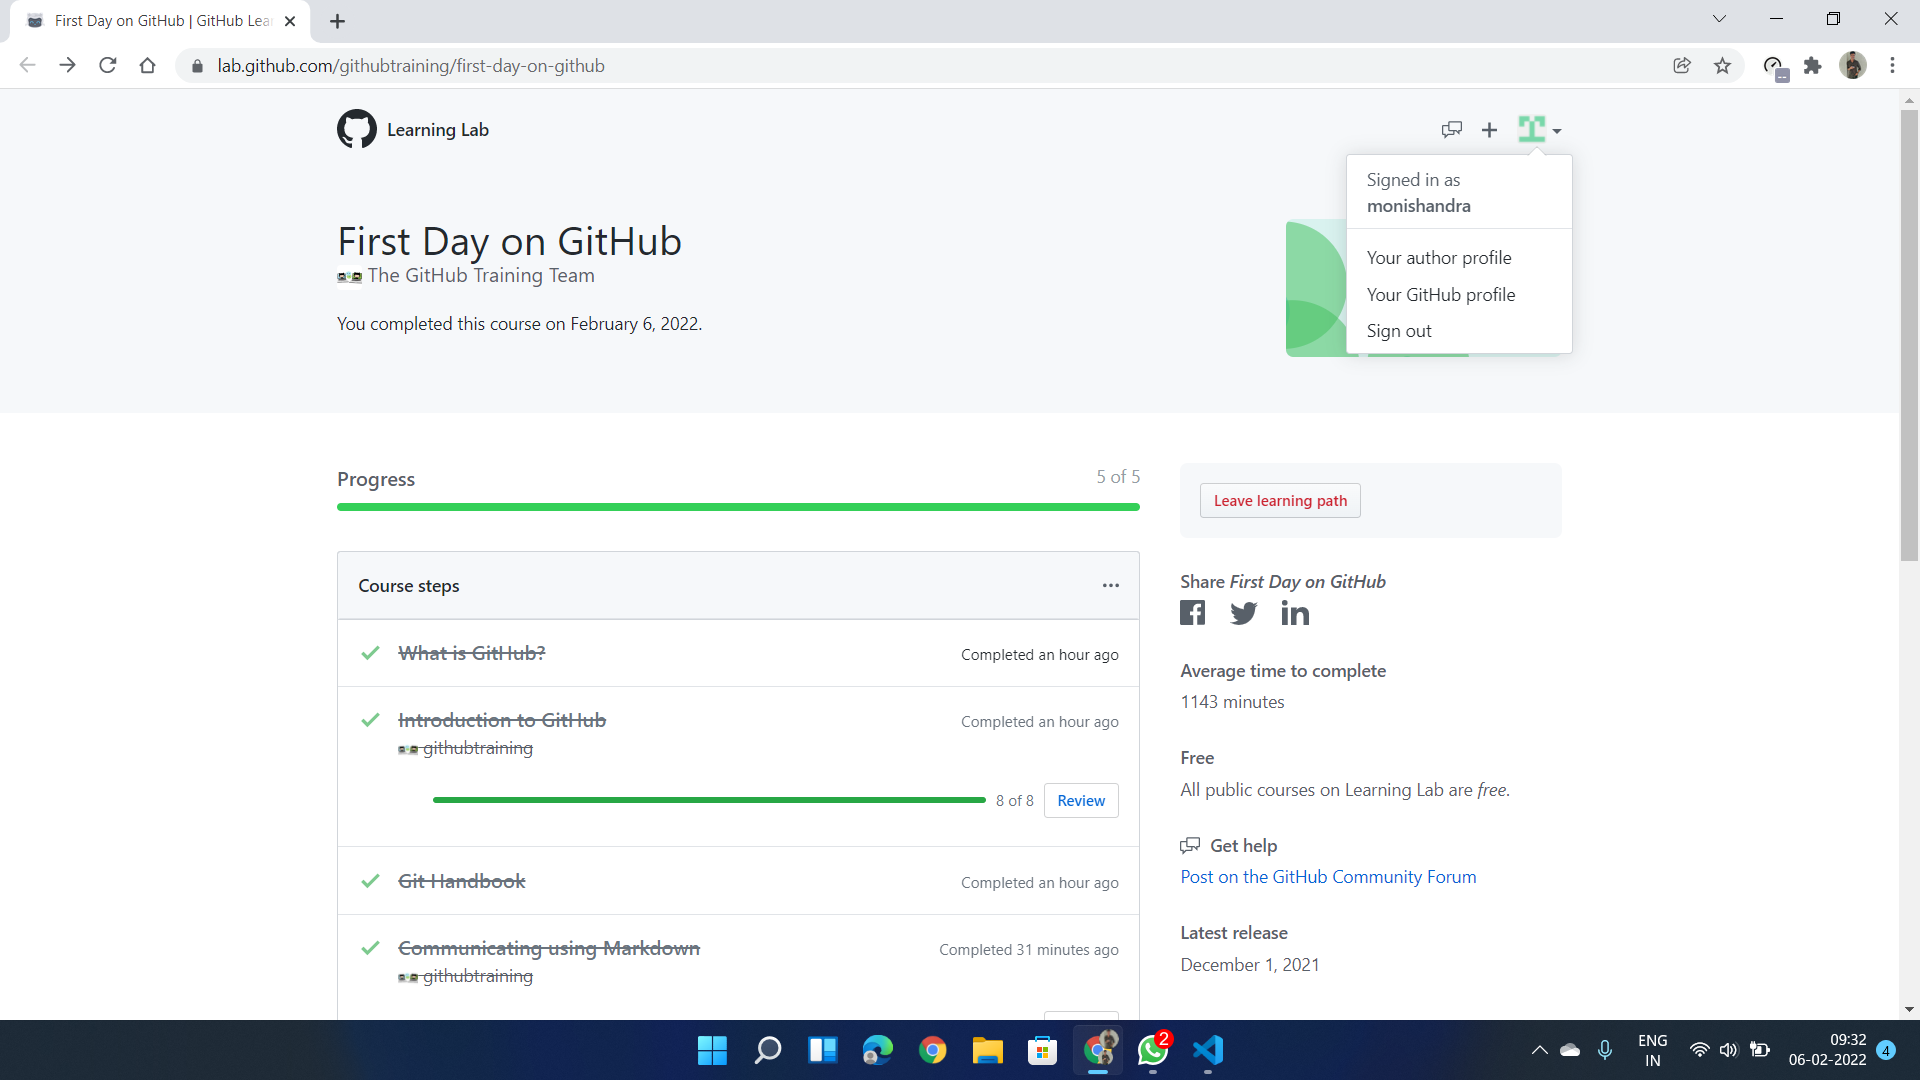 First Day on GitHub | GitHub Lea
lab.github.com/githubtraining/first-day-on-github
Learning Lab
Signed in as
monishandra
Your author profile
Your GitHub profile
Sign out
First Day on GitHub
The GitHub Training Team
You completed this course on February 6, 2022.
Progress
5 of 5
Leave learning path
Course steps
What is GitHub?
Completed an hour ago
Introduction to GitHub
Completed an hour ago
githubtraining
8 of 8
Review
Git Handbook
Completed an hour ago
Communicating using Markdown
Completed 31 minutes ago
githubtraining
Share First Day on GitHub
Average time to complete
1143 minutes
Free
All public courses on Learning Lab are free.
Get help
Post on the GitHub Community Forum
Latest release
December 1, 2021
2
ENG
IN
09:32
06-02-2022
4